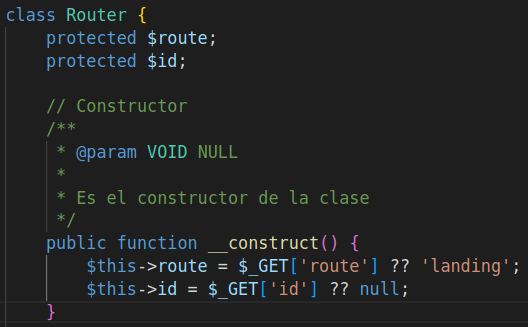 class Router {
    protected $route;
    protected $id;

    // Constructor
    /**
     * @param VOID NULL
     *
     * Es el constructor de la clase
     */
    public function __construct() {
        $this->route = $_GET['route'] ?? 'landing';
        $this->id = $_GET['id'] ?? null;
    }